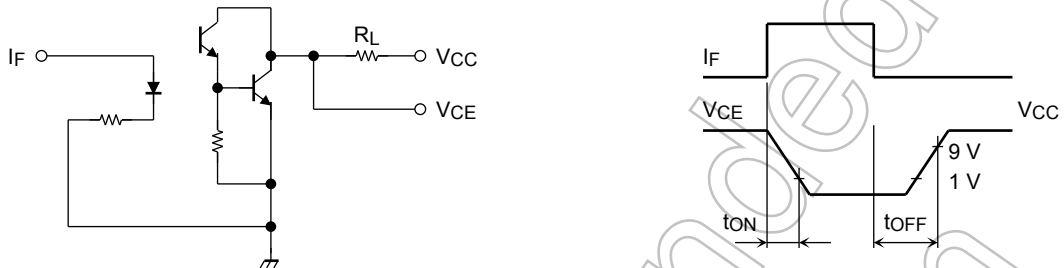 IF
RL
VCC
VCE
IF
VCE
VCC
9 V
1 V
tON
tOFF